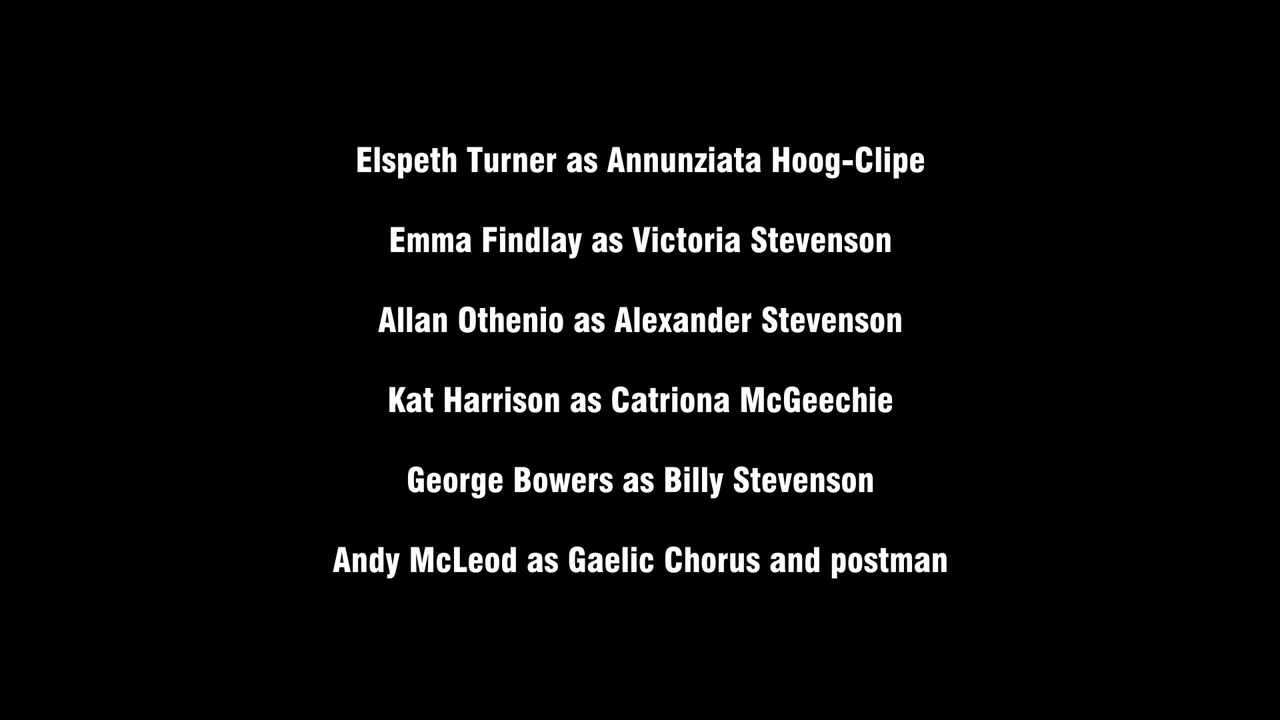 Elspeth Turner as Annunziata Hoog-Clipe
Emma Findlay as Victoria Stevenson
Allan Othenio as Alexander Stevenson
Kat Harrison as Catriona McGeechie
George Bowers as Billy Stevenson
Andy McLeod as Gaelic Chorus and postman